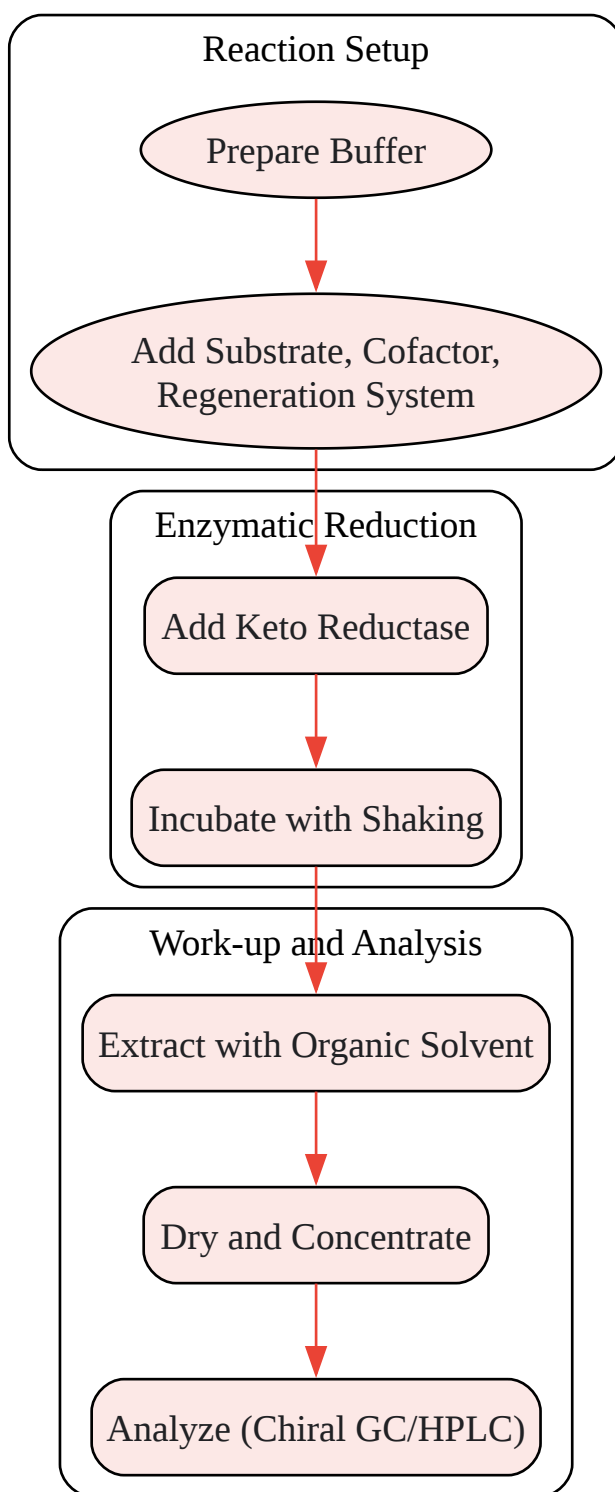 Reaction Setup
Prepare Buffer
Add Substrate, Cofactor,
Regeneration System
Enzymatic Reduction
Add Keto Reductase
Incubate with Shaking
Work-up and Analysis
Extract with Organic Solvent
Dry and Concentrate
Analyze (Chiral GC/HPLC)